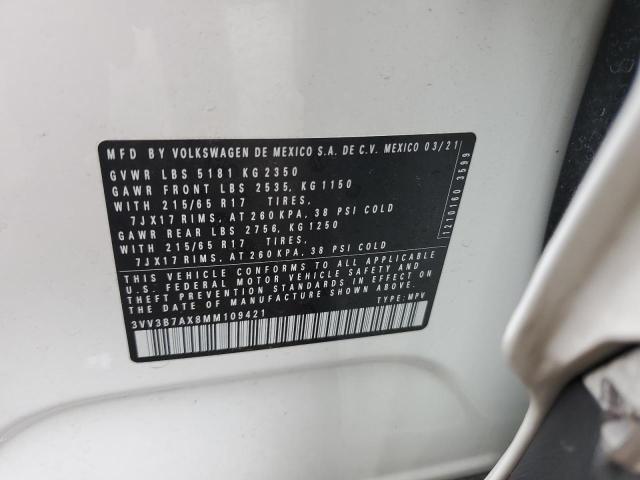 MFD BY VOLKSWAGEN DE MEXICO S.A. DE C.V. MEXICO 03/21
GVWR LBS 5181 KG 2350
GAWR FRONT LBS 2535, KG 1150
WITH 215/65 R17 TIRES,
7JX17 RIMS, AT 260 KPA, 38 PSI COLD
GAWR REAR LBS 2756, KG 1250
WITH 215/65 R17 TIRES,
7JX17 RIMS, AT 260 KPA, 38 PSI COLD
THIS VEHICLE CONFORMS TO ALL APPLICABLE
U.S. FEDERAL MOTOR VEHICLE SAFETY AND
THEFT PREVENTION STANDARDS IN EFFECT ON
THE DATE OF MANUFACTURE SHOWN ABOVE.
3VV3B7AX8MM109421 TYPE: MPV